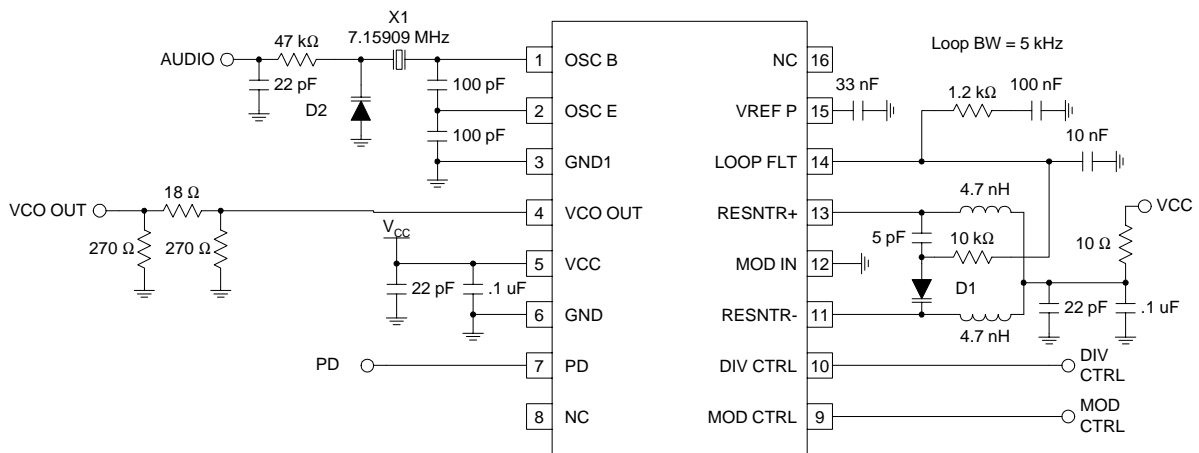 X1
7.15909 MHz
47 kΩ
AUDIO
22 pF
D2
100 pF
100 pF
1 OSC B
2 OSC E
3 GND1
4 VCO OUT
5 VCC
6 GND
7 PD
8 NC
18 Ω
VCO OUT
270 Ω
270 Ω
VCC
22 pF
.1 uF
PD
NC 16
VREF P 15
LOOP FLT 14
RESNTR+ 13
MOD IN 12
RESNTR- 11
DIV CTRL 10
MOD CTRL 9
Loop BW = 5 kHz
33 nF
1.2 kΩ
100 nF
10 nF
4.7 nH
VCC
5 pF
10 kΩ
10 Ω
D1
4.7 nH
22 pF
.1 uF
DIV
CTRL
MOD
CTRL